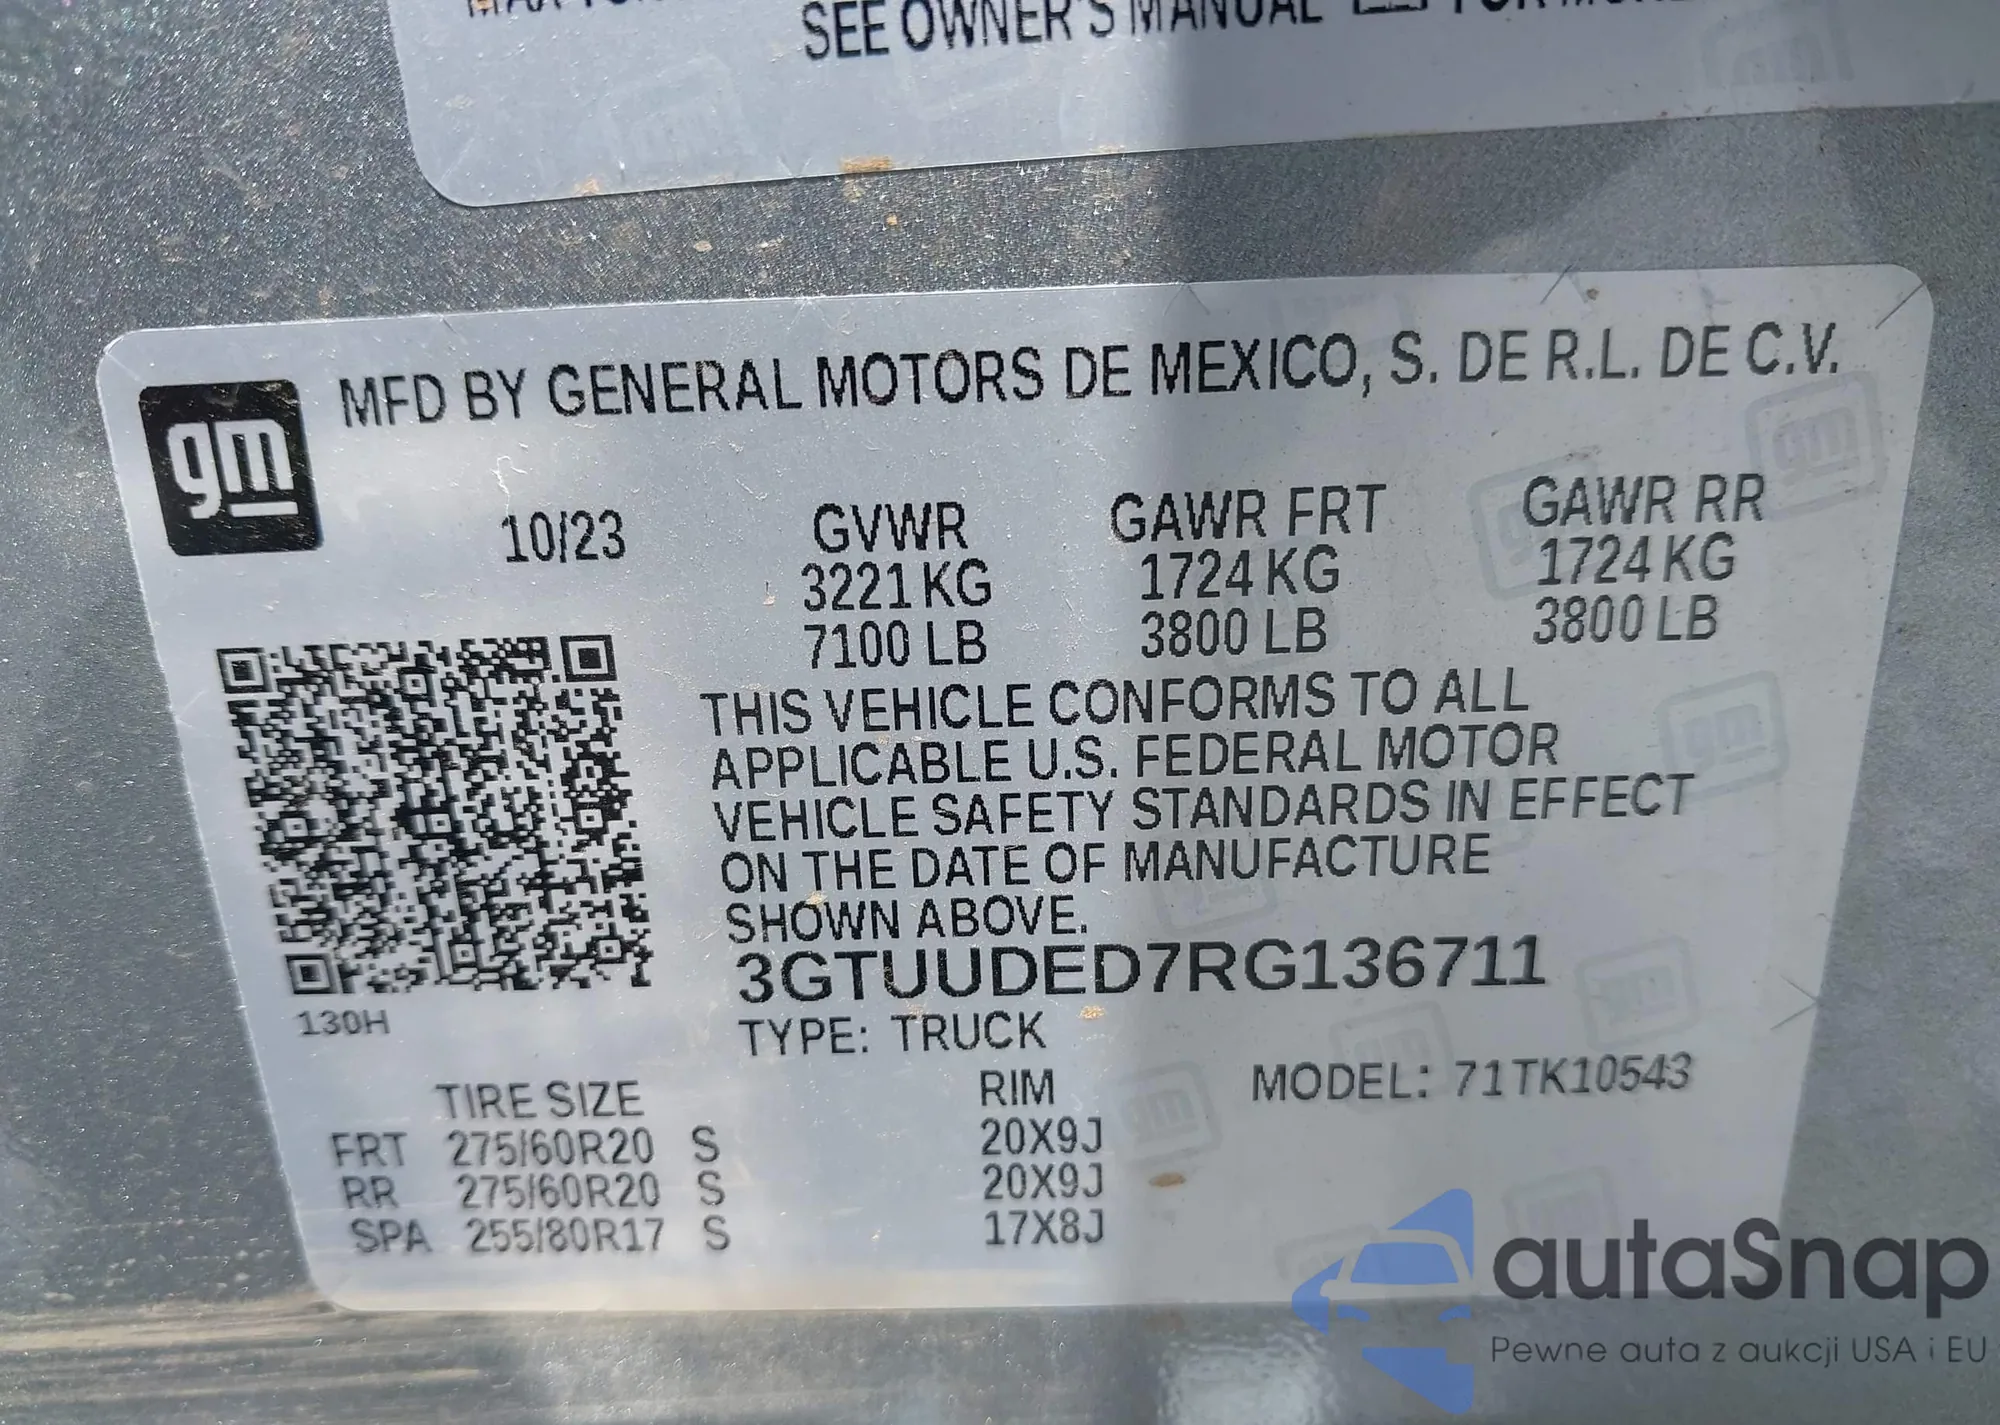 SEE OWNER'S MANUAL
gm
MFD BY GENERAL MOTORS DE MEXICO, S. DE R.L. DE C.V.
10/23 GVWR GAWR FRT GAWR RR
3221 KG 1724 KG 1724 KG
7100 LB 3800 LB 3800 LB
THIS VEHICLE CONFORMS TO ALL
APPLICABLE U.S. FEDERAL MOTOR
VEHICLE SAFETY STANDARDS IN EFFECT
ON THE DATE OF MANUFACTURE
SHOWN ABOVE.
3GTUUDED7RG136711
130H
TYPE: TRUCK
TIRE SIZE RIM MODEL: 71TK10543
FRT 275/60R20 S 20X9J
RR 275/60R20 S 20X9J
SPA 255/80R17 S 17X8J
autaSnap
Pewne auta z aukcji USA i EU